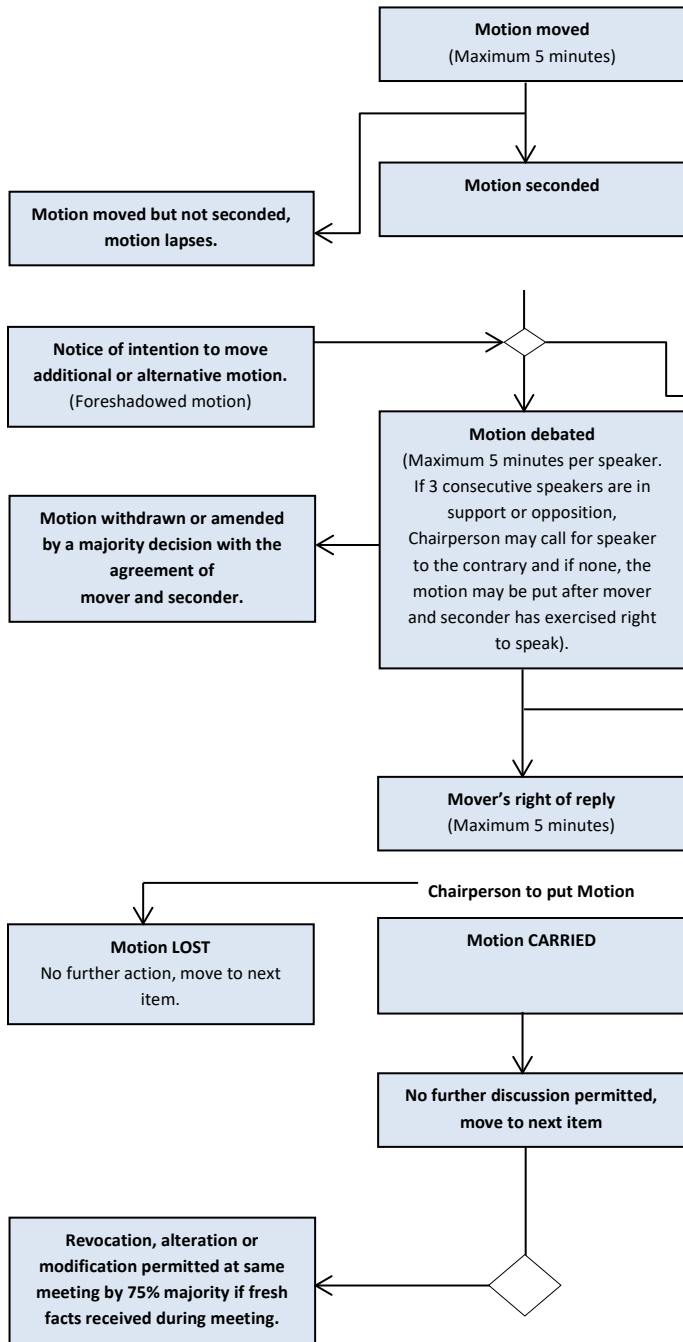 Motion moved
(Maximum 5 minutes)
Motion seconded
Motion moved but not seconded,
motion lapses.
Notice of intention to move
additional or alternative motion.
(Foreshadowed motion)
Motion debated
(Maximum 5 minutes per speaker.
If 3 consecutive speakers are in
support or opposition,
Chairperson may call for speaker
to the contrary and if none, the
motion may be put after mover
and seconder has exercised right
to speak).
Motion withdrawn or amended
by a majority decision with the
agreement of
mover and seconder.
Mover's right of reply
(Maximum 5 minutes)
Chairperson to put Motion
Motion LOST
No further action, move to next
item.
Motion CARRIED
No further discussion permitted,
move to next item
Revocation, alteration or
modification permitted at same
meeting by 75% majority if fresh
facts received during meeting.